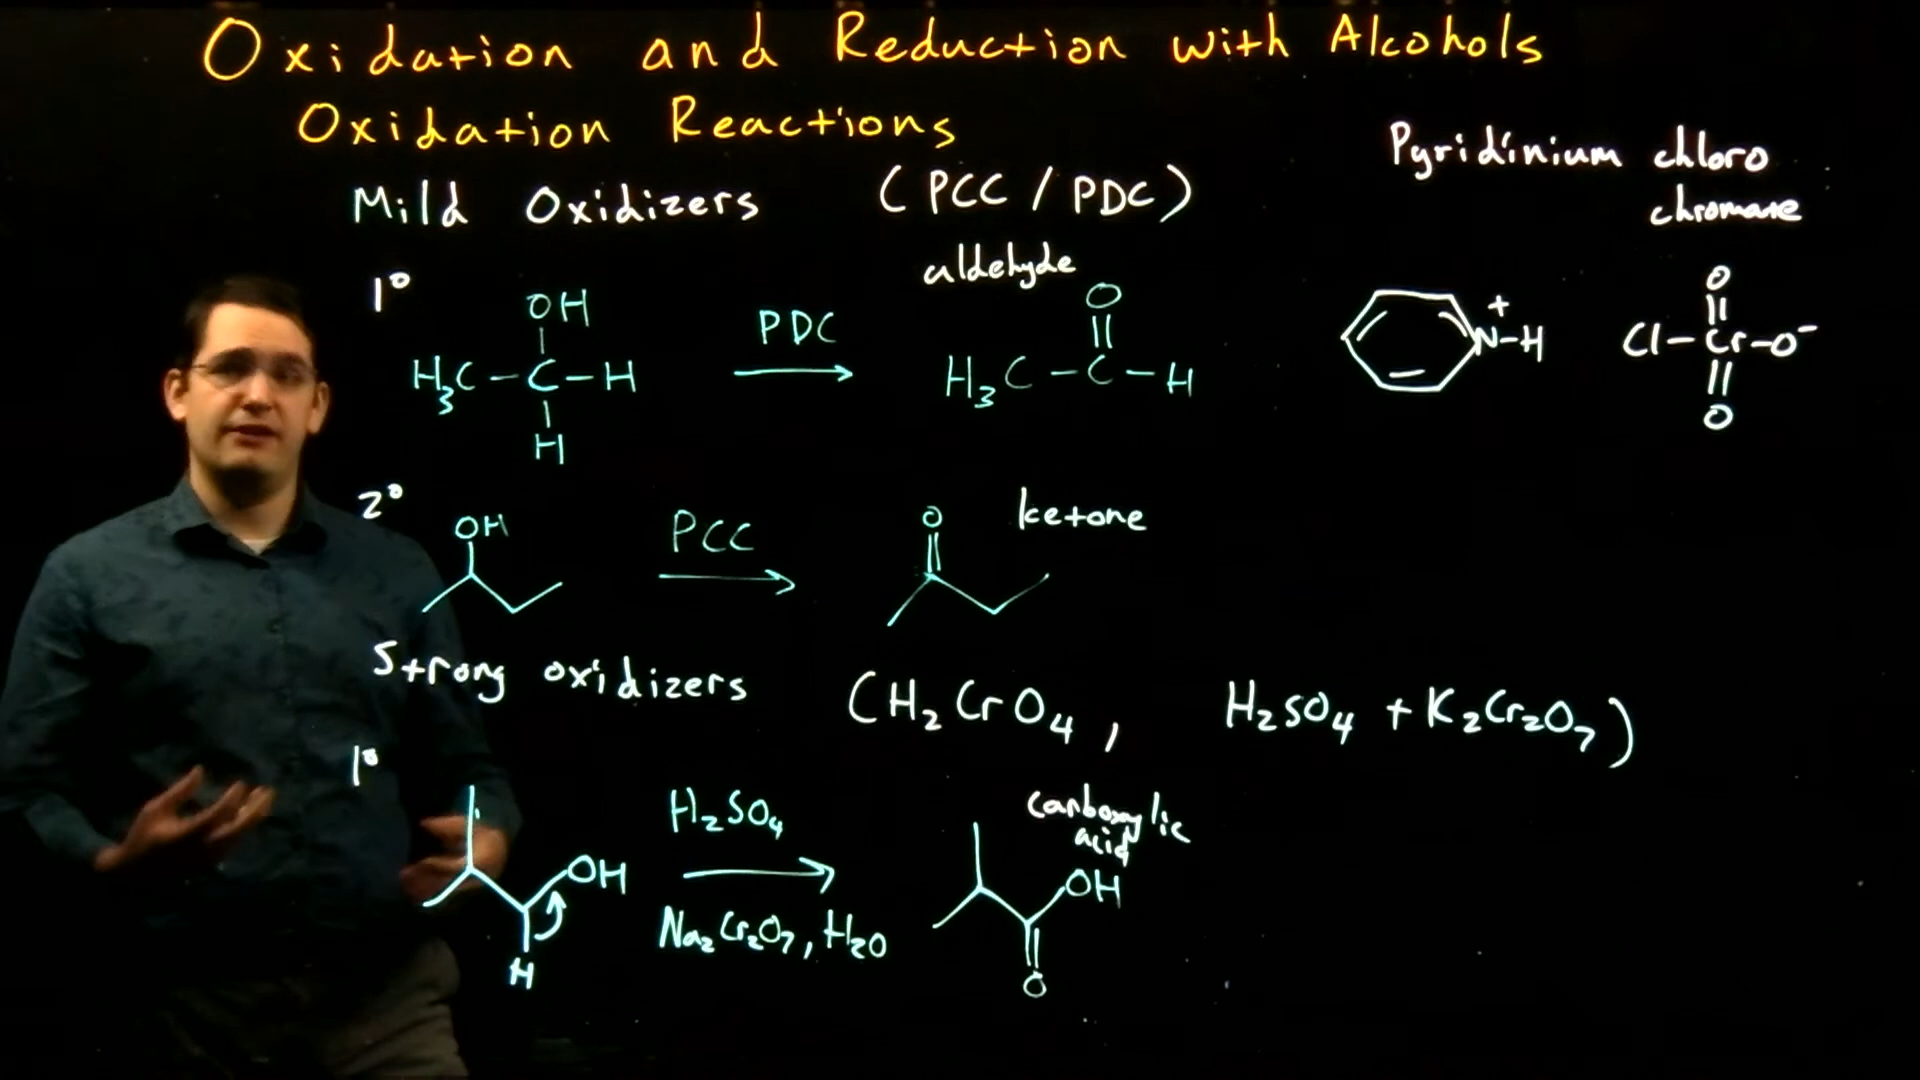 Oxidation and Reduction with Alcohols
Oxidation Reactions
Pyridinium chloro
chromate
Mild Oxidizers (PCC / PDC)
aldehyde
1°
OH
H₃C - C - H
H
PDC
O
H₃C - C - H
N-H
+
O
Cl - Cr - O⁻
O
2°
OH
PCC
O
ketone
Strong oxidizers (H₂CrO₄, H₂SO₄ + K₂Cr₂O₇)
1°
OH
H
H₂SO₄
Na₂Cr₂O₇, H₂O
carboxylic
acid
OH
O